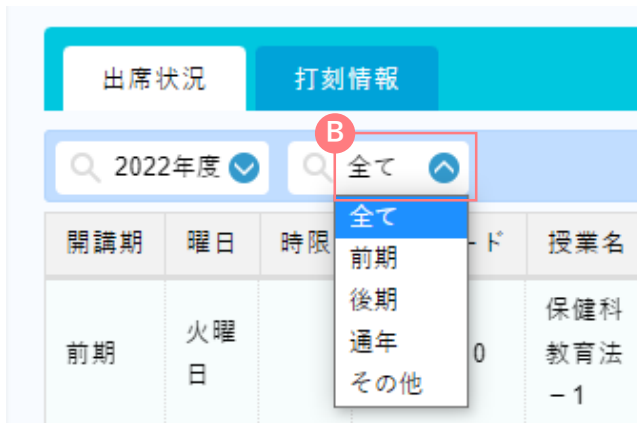 出席状況 打刻情報
B
2022年度 全て
全て
前期
後期
通年
その他
開講期 曜日 時限 ード 授業名
前期 火曜日 0 保健科教育法－1